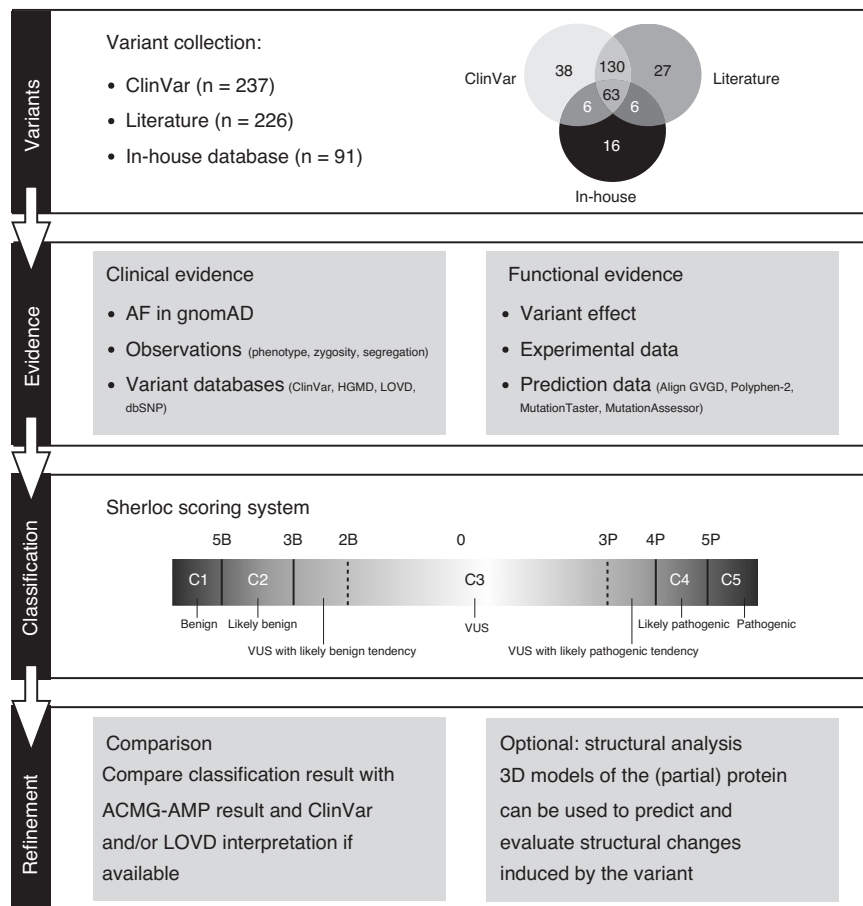 Variants
Variant collection:
• ClinVar (n = 237)
• Literature (n = 226)
• In-house database (n = 91)
ClinVar
38
130
27
Literature
63
6
6
16
In-house
Evidence
Clinical evidence
• AF in gnomAD
• Observations (phenotype, zygosity, segregation)
• Variant databases (ClinVar, HGMD, LOVD,
dbSNP)
Functional evidence
• Variant effect
• Experimental data
• Prediction data (Align GVGD, Polyphen-2,
MutationTaster, MutationAssessor)
Classification
Sherloc scoring system
5B 3B 2B 0 3P 4P 5P
C1 C2 C3 C4 C5
Benign Likely benign VUS Likely pathogenic Pathogenic
VUS with likely benign tendency VUS with likely pathogenic tendency
Refinement
Comparison
Compare classification result with
ACMG-AMP result and ClinVar
and/or LOVD interpretation if
available
Optional: structural analysis
3D models of the (partial) protein
can be used to predict and
evaluate structural changes
induced by the variant